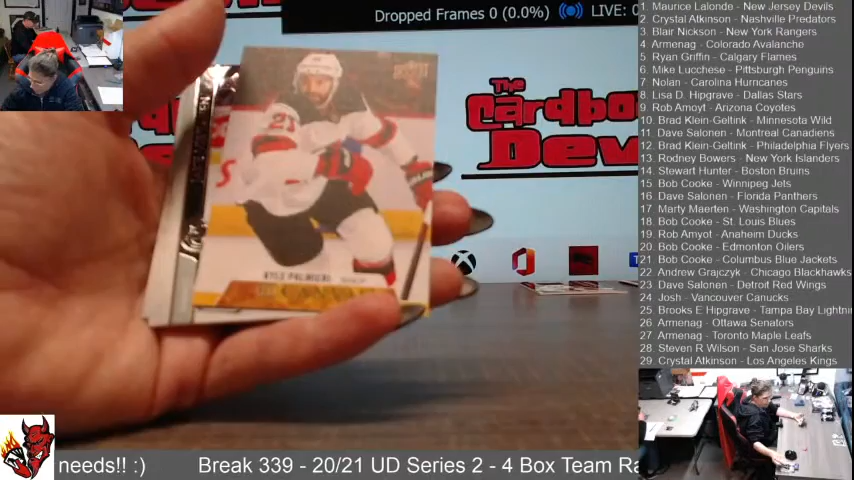 Dropped Frames 0 (0.0%) LIVE: 0
1 Maurice Lalonde - New Jersey Devils
2 Crystal Atkinson - Nashville Predators
3 Blair Nickson - New York Rangers
4 Armenag - Colorado Avalanche
5 Ryan Griffin - Calgary Flames
6 Mike Lucchese - Pittsburgh Penguins
7 Nolan - Carolina Hurricanes
8 Lisa D. Hipgrave - Dallas Stars
9 Rob Amoyt - Arizona Coyotes
10. Brad Klein-Geltink - Minnesota Wild
11 Dave Salonen - Montreal Canadiens
12 Brad Klein-Geltink - Philadelphia Flyers
13 Rodney Bowers - New York Islanders
14 Stewart Hunter - Boston Bruins
15 Bob Cooke - Winnipeg Jets
16 Dave Salonen - Florida Panthers
17 Marty Maerten - Washington Capitals
18 Bob Cooke - St. Louis Blues
19 Rob Amyot - Anaheim Ducks
20 Bob Cooke - Edmonton Oilers
21 Bob Cooke - Columbus Blue Jackets
22 Andrew Grajczyk - Chicago Blackhawks
23 Dave Salonen - Detroit Red Wings
24 Josh - Vancouver Canucks
25 Brooks E Hipgrave - Tampa Bay Lightni
26 Armenag - Ottawa Senators
27 Armenag - Toronto Maple Leafs
28 Steven R Wilson - San Jose Sharks
29 Crystal Atkinson - Los Angeles Kings
The
Cardbo
Dev
21
KYLE PALMIERI
needs!! :) Break 339 - 20/21 UD Series 2 - 4 Box Team Ra